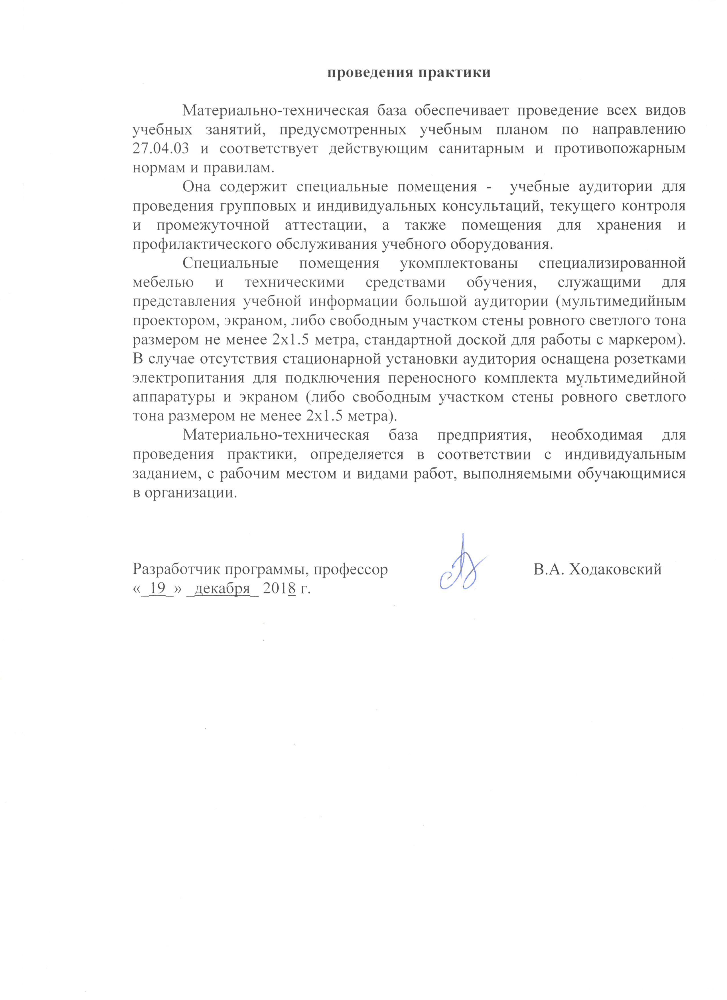 проведения практики
Материально-техническая база обеспечивает проведение всех видов
учебных занятий, предусмотренных учебным планом по направлению
27.04.03 и соответствует действующим санитарным и противопожарным
нормам и правилам.
Она содержит специальные помещения - учебные аудитории для
проведения групповых и индивидуальных консультаций, текущего контроля
и промежуточной аттестации, а также помещения для хранения и
профилактического обслуживания учебного оборудования.
Специальные помещения укомплектованы специализированной
мебелью и техническими средствами обучения, служащими для
представления учебной информации большой аудитории (мультимедийным
проектором, экраном, либо свободным участком стены ровного светлого тона
размером не менее 2х1.5 метра, стандартной доской для работы с маркером).
В случае отсутствия стационарной установки аудитория оснащена розетками
электропитания для подключения переносного комплекта мультимедийной
аппаратуры и экраном (либо свободным участком стены ровного светлого
тона размером не менее 2х1.5 метра).
Материально-техническая база предприятия, необходимая для
проведения практики, определяется в соответствии с индивидуальным
заданием, с рабочим местом и видами работ, выполняемыми обучающимися
в организации.
Разработчик программы, профессор В.А. Ходаковский
«_19_» _декабря_ 2018 г.